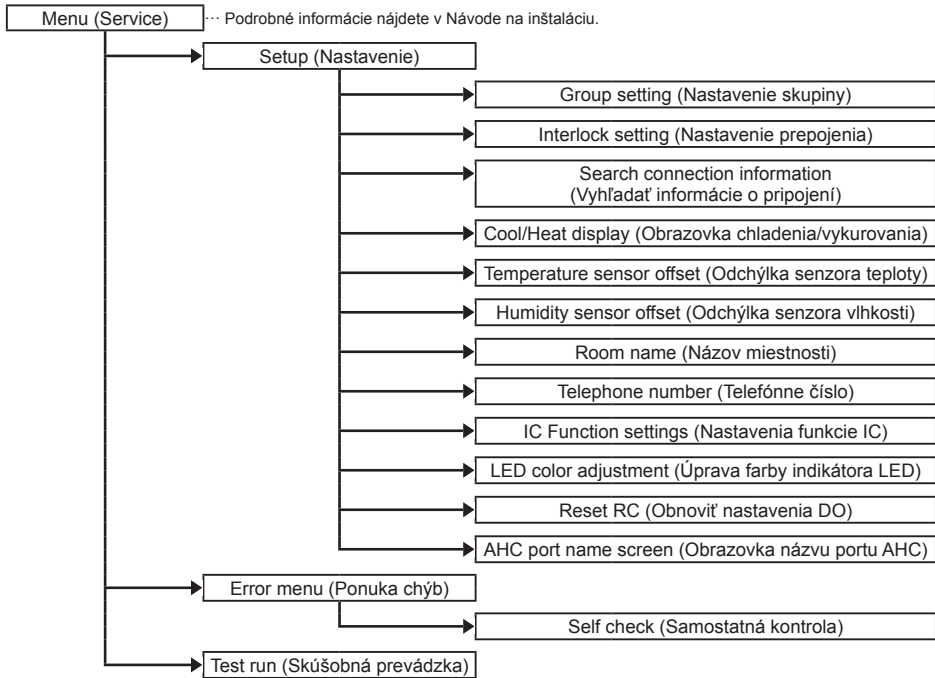 Menu (Service)
··· Podrobné informácie nájdete v Návode na inštaláciu.
Setup (Nastavenie)
Group setting (Nastavenie skupiny)
Interlock setting (Nastavenie prepojenia)
Search connection information
(Vyhľadať informácie o pripojení)
Cool/Heat display (Obrazovka chladenia/vykurovania)
Temperature sensor offset (Odchýlka senzora teploty)
Humidity sensor offset (Odchýlka senzora vlhkosti)
Room name (Názov miestnosti)
Telephone number (Telefónne číslo)
IC Function settings (Nastavenia funkcie IC)
LED color adjustment (Úprava farby indikátora LED)
Reset RC (Obnoviť nastavenia DO)
AHC port name screen (Obrazovka názvu portu AHC)
Error menu (Ponuka chýb)
Self check (Samostatná kontrola)
Test run (Skúšobná prevádzka)